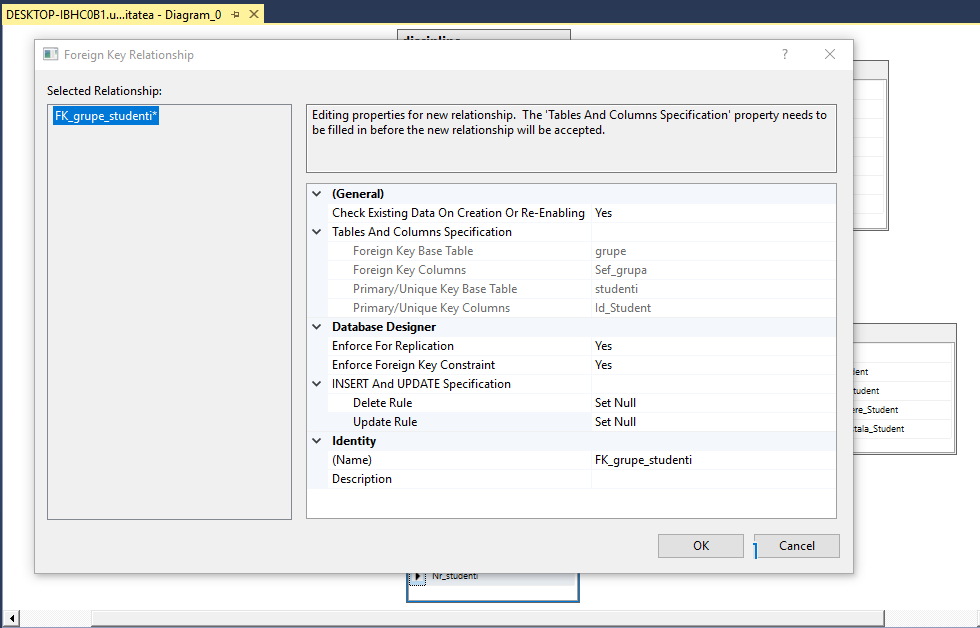 DESKTOP-IBHC0B1.u...itatea - Diagram_0
Foreign Key Relationship
?
Selected Relationship:
FK_grupe_studenti*
Editing properties for new relationship. The 'Tables And Columns Specification' property needs to
be filled in before the new relationship will be accepted.
(General)
Check Existing Data On Creation Or Re-Enabling Yes
Tables And Columns Specification
Foreign Key Base Table grupe
Foreign Key Columns Sef_grupa
Primary/Unique Key Base Table studenti
Primary/Unique Key Columns Id_Student
Database Designer
Enforce For Replication Yes
Enforce Foreign Key Constraint Yes
INSERT And UPDATE Specification
Delete Rule Set Null
Update Rule Set Null
Identity
(Name) FK_grupe_studenti
Description
OK Cancel
Nr_studenti